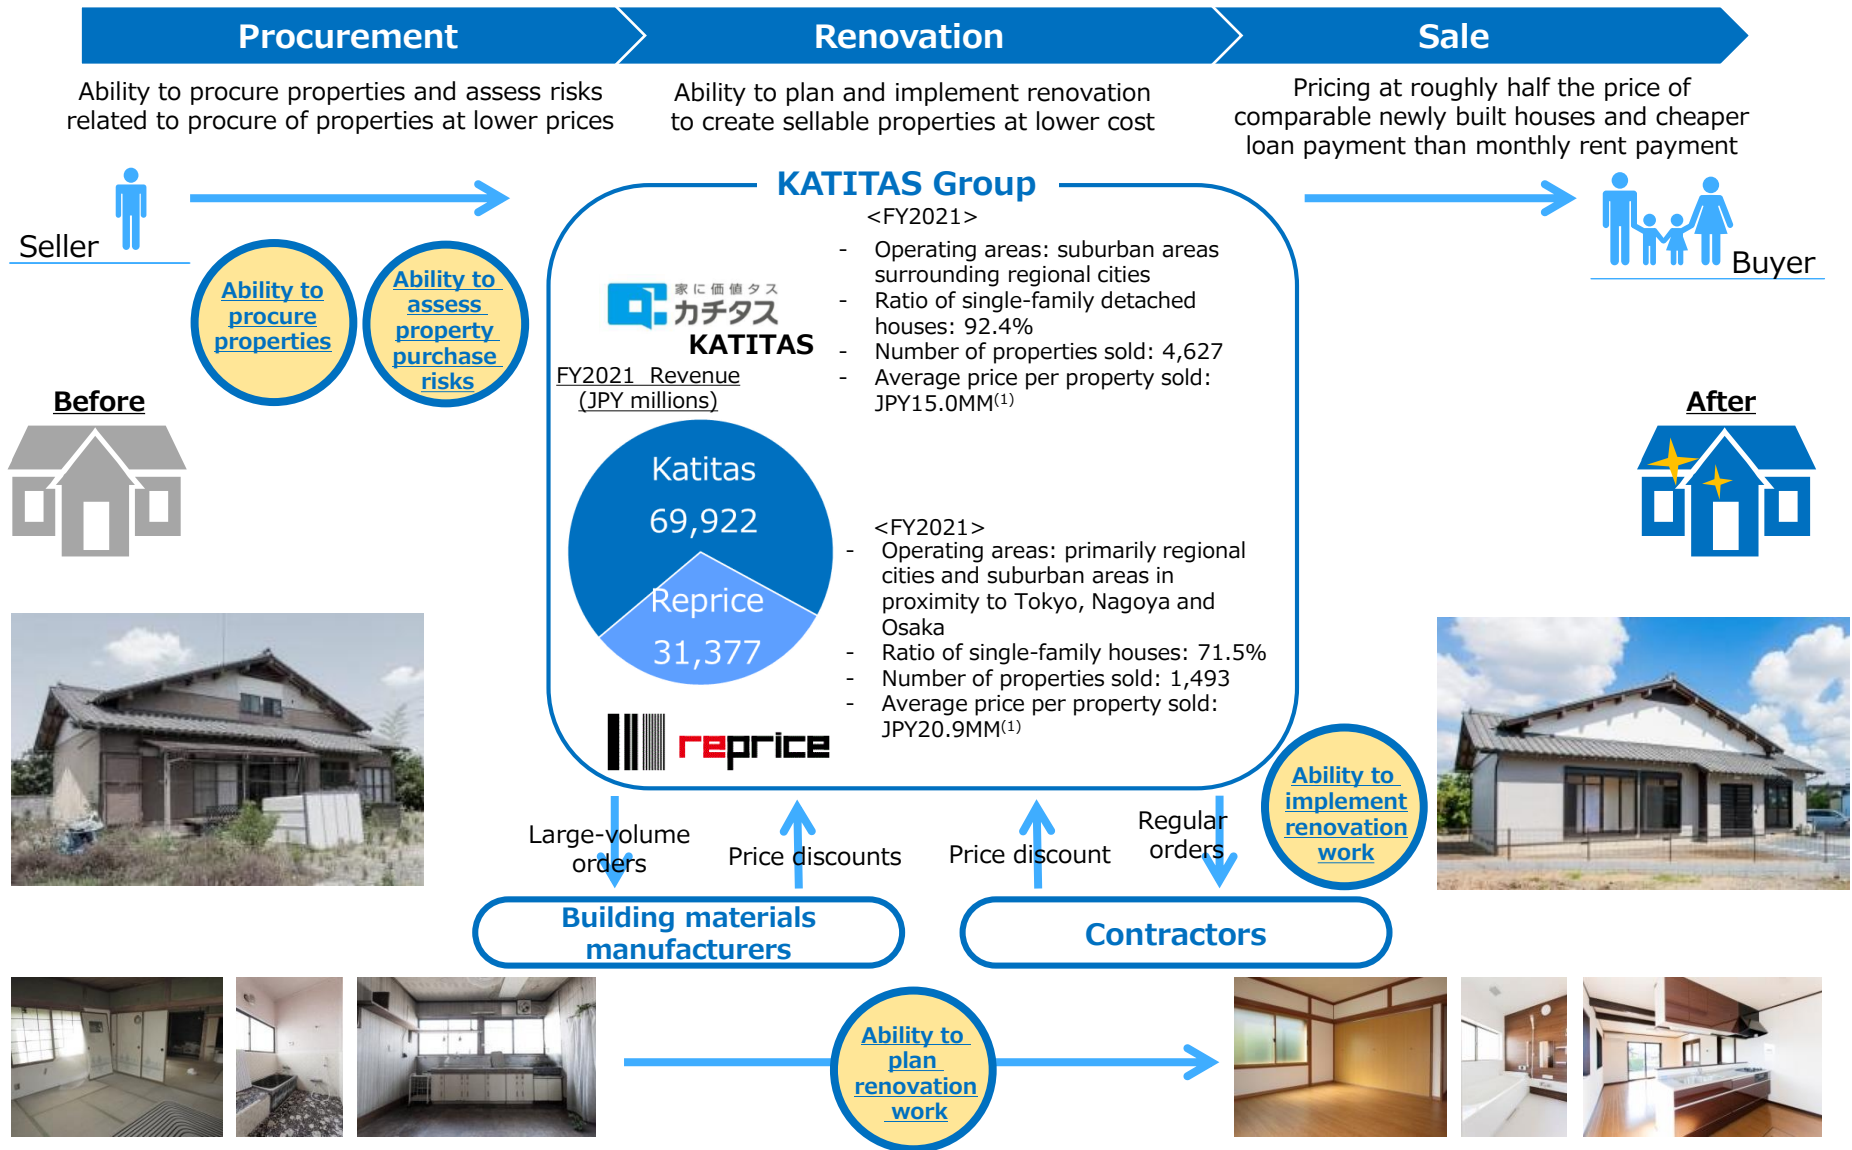 Procurement
Renovation
Sale
Ability to procure properties and assess risks
related to procure of properties at lower prices
Ability to plan and implement renovation
to create sellable properties at lower cost
Pricing at roughly half the price of
comparable newly built houses and cheaper
loan payment than monthly rent payment
Seller
Ability to
procure
properties
Ability to
assess
property
purchase
risks
Before
KATITAS Group
<FY2021>
- Operating areas: suburban areas
surrounding regional cities
- Ratio of single-family detached
houses: 92.4%
- Number of properties sold: 4,627
- Average price per property sold:
JPY15.0MM(1)
家に価値タス
カチタス
KATITAS
FY2021 Revenue
(JPY millions)
Katitas
69,922
Reprice
31,377
<FY2021>
- Operating areas: primarily regional
cities and suburban areas in
proximity to Tokyo, Nagoya and
Osaka
- Ratio of single-family houses: 71.5%
- Number of properties sold: 1,493
- Average price per property sold:
JPY20.9MM(1)
reprice
Buyer
After
Ability to
implement
renovation
work
Large-volume
orders
Price discounts
Price discount
Regular
orders
Building materials
manufacturers
Contractors
Ability to
plan
renovation
work